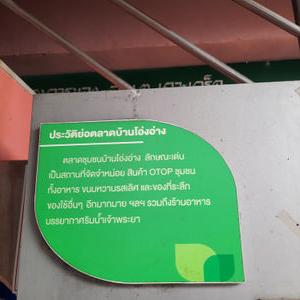 ประวัติย่อตลาดบ้านโอ่งอ่าง
ตลาดชุมชนบ้านโอ่งอ่าง ลักษณะเด่น
เป็นสถานที่จัดจำหน่อย สินค้า OTOP ชุมชน
ทั้งอาหาร ขนมหวานรสเลิศ และของที่ระลึก
ของใช้อื่นๆ อีกมากมาย ฯลฯ รวมถึงร้านอาหาร
บรรยากาศริมน้ำเจ้าพระยา